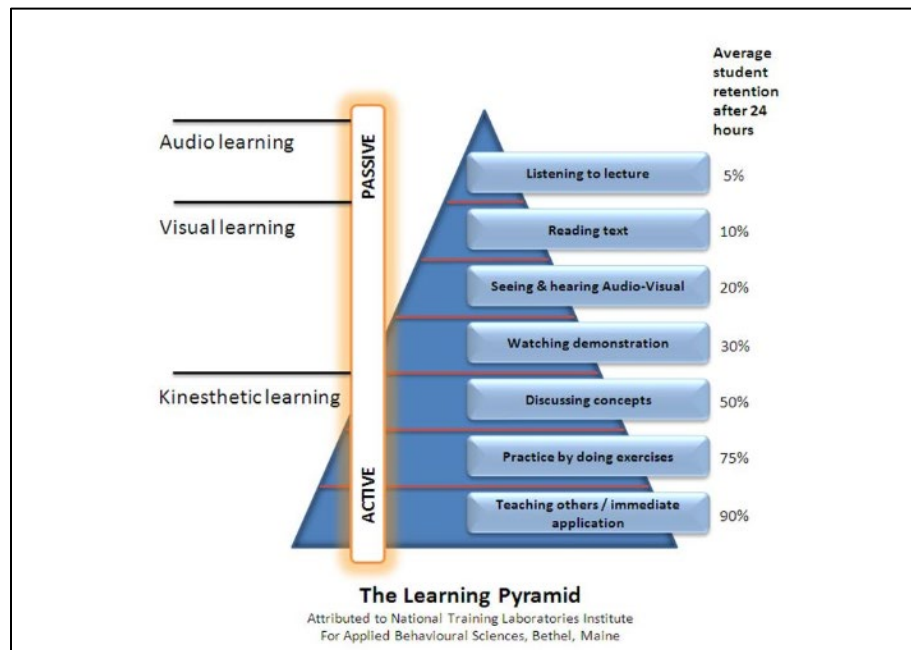 Average
student
retention
after 24
hours
Audio learning
Visual learning
Kinesthetic learning
PASSIVE
ACTIVE
Listening to lecture 5%
Reading text 10%
Seeing & hearing Audio-Visual 20%
Watching demonstration 30%
Discussing concepts 50%
Practice by doing exercises 75%
Teaching others / immediate
application 90%
The Learning Pyramid
Attributed to National Training Laboratories Institute
For Applied Behavioural Sciences, Bethel, Maine